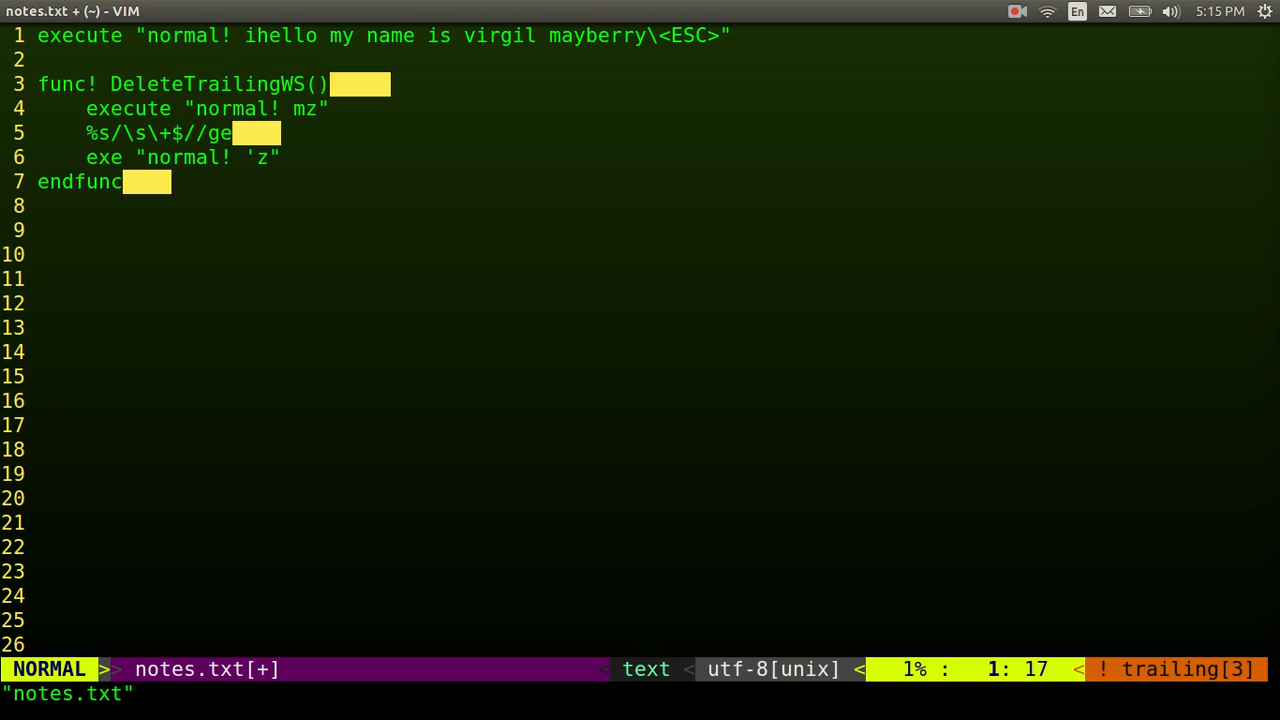 notes.txt + (~) - VIM En 5:15 PM
1 execute "normal! ihello my name is virgil mayberry\<ESC>"
2
3 func! DeleteTrailingWS()
4     execute "normal! mz"
5     %s/\s\+$//ge
6     exe "normal! 'z"
7 endfunc
8
9
10
11
12
13
14
15
16
17
18
19
20
21
22
23
24
25
26
NORMAL >> notes.txt[+] < text < utf-8[unix] < 1% : 1: 17 < ! trailing[3]
"notes.txt"